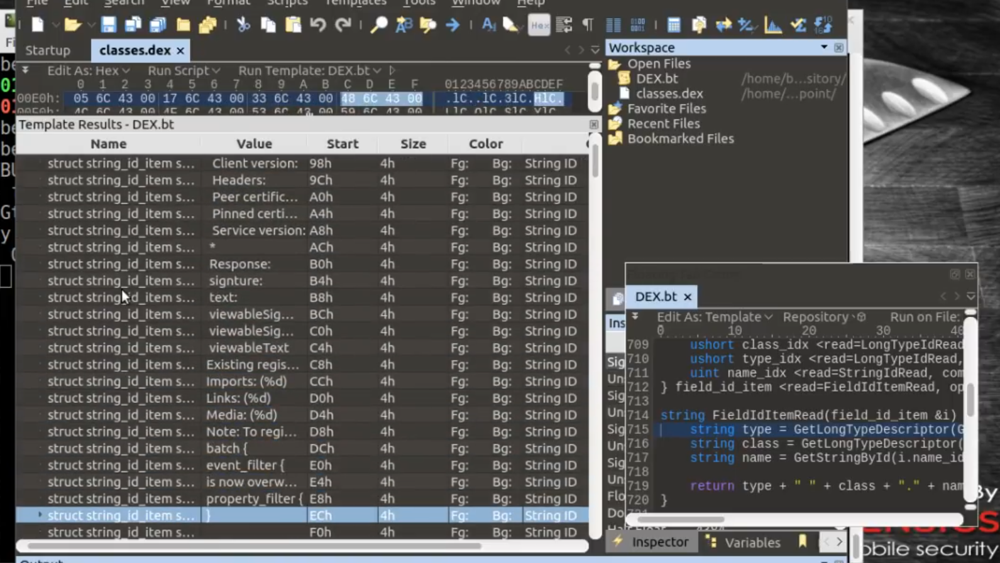 File Edit Search View Format Scripts Templates Tools Window Help
Startup classes.dex ×
Edit As: Hex Run Script Run Template: DEX.bt
0 1 2 3 4 5 6 7 8 9 A B C D E F 0123456789ABCDEF
00E0h: 05 6C 43 00 17 6C 43 00 33 6C 43 00 48 6C 43 00 .lC..lC.3lC.HlC.
Template Results - DEX.bt
Name Value Start Size Color
struct string_id_item s... Client version: 98h 4h Fg: Bg: String ID
struct string_id_item s... Headers: 9Ch 4h Fg: Bg: String ID
struct string_id_item s... Peer certific... A0h 4h Fg: Bg: String ID
struct string_id_item s... Pinned certi... A4h 4h Fg: Bg: String ID
struct string_id_item s... Service version: A8h 4h Fg: Bg: String ID
struct string_id_item s... * ACh 4h Fg: Bg: String ID
struct string_id_item s... Response: B0h 4h Fg: Bg: String ID
struct string_id_item s... signture: B4h 4h Fg: Bg: String ID
struct string_id_item s... text: B8h 4h Fg: Bg: String ID
struct string_id_item s... viewableSig... BCh 4h Fg: Bg: String ID
struct string_id_item s... viewableSig... C0h 4h Fg: Bg: String ID
struct string_id_item s... viewableText C4h 4h Fg: Bg: String ID
struct string_id_item s... Existing regis... C8h 4h Fg: Bg: String ID
struct string_id_item s... Imports: (%d) CCh 4h Fg: Bg: String ID
struct string_id_item s... Links: (%d) D0h 4h Fg: Bg: String ID
struct string_id_item s... Media: (%d) D4h 4h Fg: Bg: String ID
struct string_id_item s... Note: To regi... D8h 4h Fg: Bg: String ID
struct string_id_item s... batch { DCh 4h Fg: Bg: String ID
struct string_id_item s... event_filter { E0h 4h Fg: Bg: String ID
struct string_id_item s... is now overw... E4h 4h Fg: Bg: String ID
struct string_id_item s... property_filter { E8h 4h Fg: Bg: String ID
struct string_id_item s... } ECh 4h Fg: Bg: String ID
struct string_id_item s... F0h 4h Fg: Bg: String ID
Workspace
Open Files
DEX.bt /home/b...sitory/
classes.dex /home/...point/
Favorite Files
Recent Files
Bookmarked Files
DEX.bt ×
Edit As: Template Repository Run on File:
0 10 20 30 40
709 ushort class_idx <read=LongTypeIdRead
710 ushort type_idx <read=LongTypeIdRead,
711 uint name_idx <read=StringIdRead, com
712 } field_id_item <read=FieldIdItemRead, op
713
714 string FieldIdItemRead(field_id_item &i)
715 string type = GetLongTypeDescriptor(G
716 string class = GetLongTypeDescriptor(
717 string name = GetStringById(i.name_id
718
719 return type + " " + class + "." + nam
720 }
Inspector Variables
By
obile security